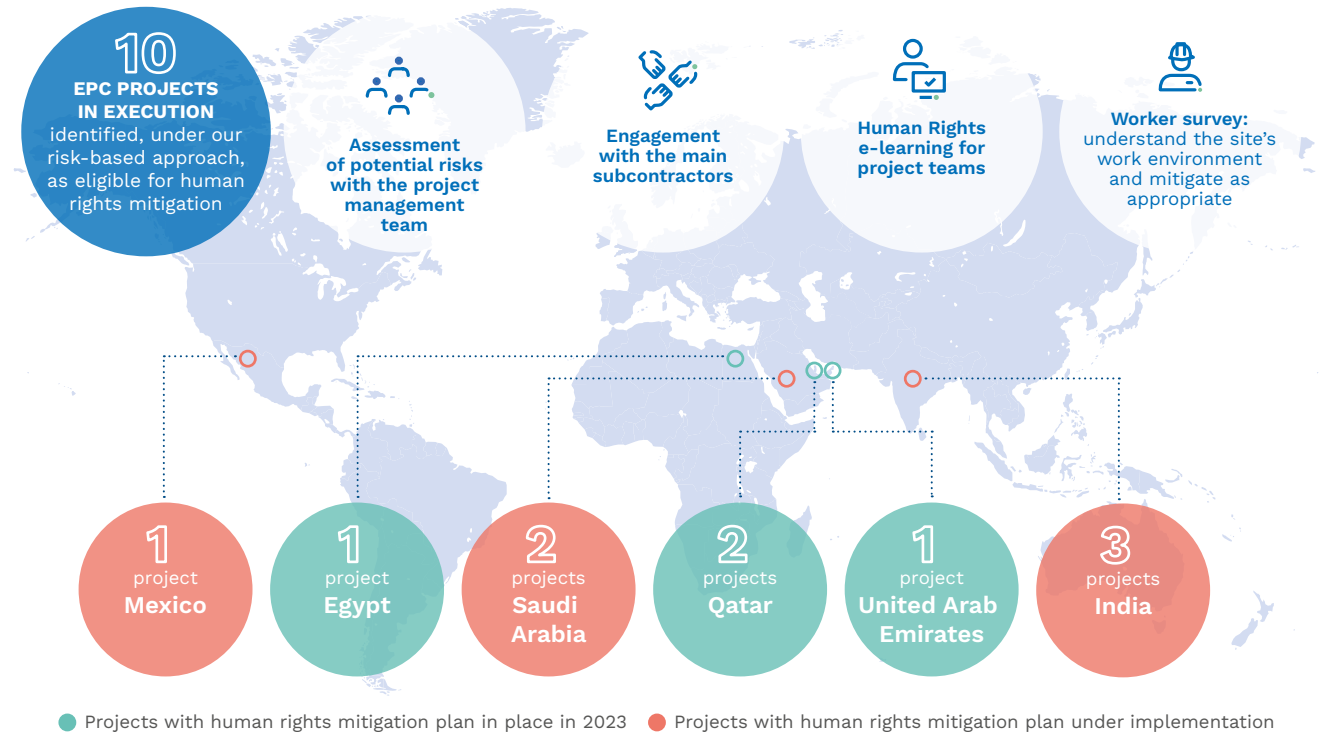 10
EPC PROJECTS
IN EXECUTION
identified, under our
risk-based approach,
as eligible for human
rights mitigation
Assessment
of potential risks
with the project
management
team
Engagement
with the main
subcontractors
Human Rights
e-learning for
project teams
Worker survey:
understand the site's
work environment
and mitigate as
appropriate
1
project
Mexico
1
project
Egypt
2
projects
Saudi
Arabia
2
projects
Qatar
1
project
United Arab
Emirates
3
projects
India
Projects with human rights mitigation plan in place in 2023
Projects with human rights mitigation plan under implementation